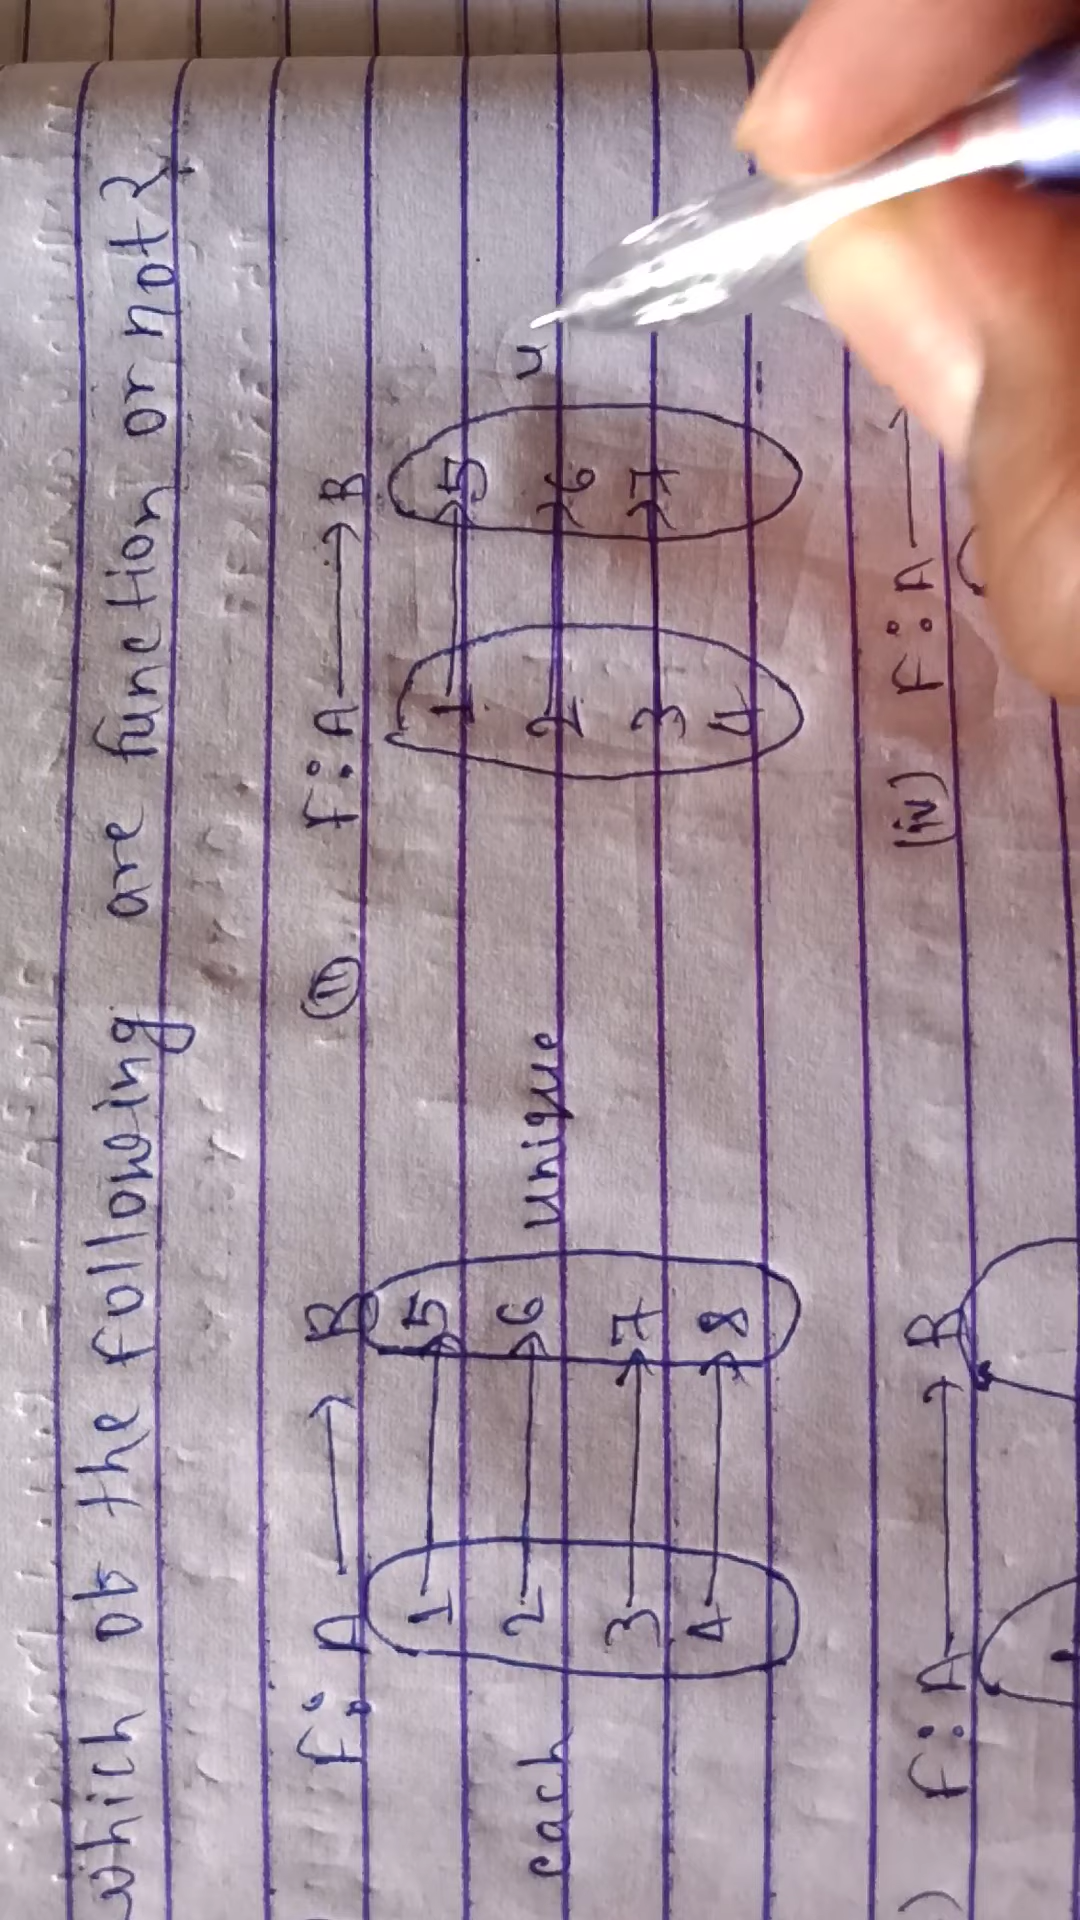 which of the following are function or not?
F: A → B (II) F: A → B
1 → 5 1 → 5
2 → 6 2 → 6
each unique u
3 → 7 3 → 7
4 → 8 4
) F: A → B (iv) F: A →